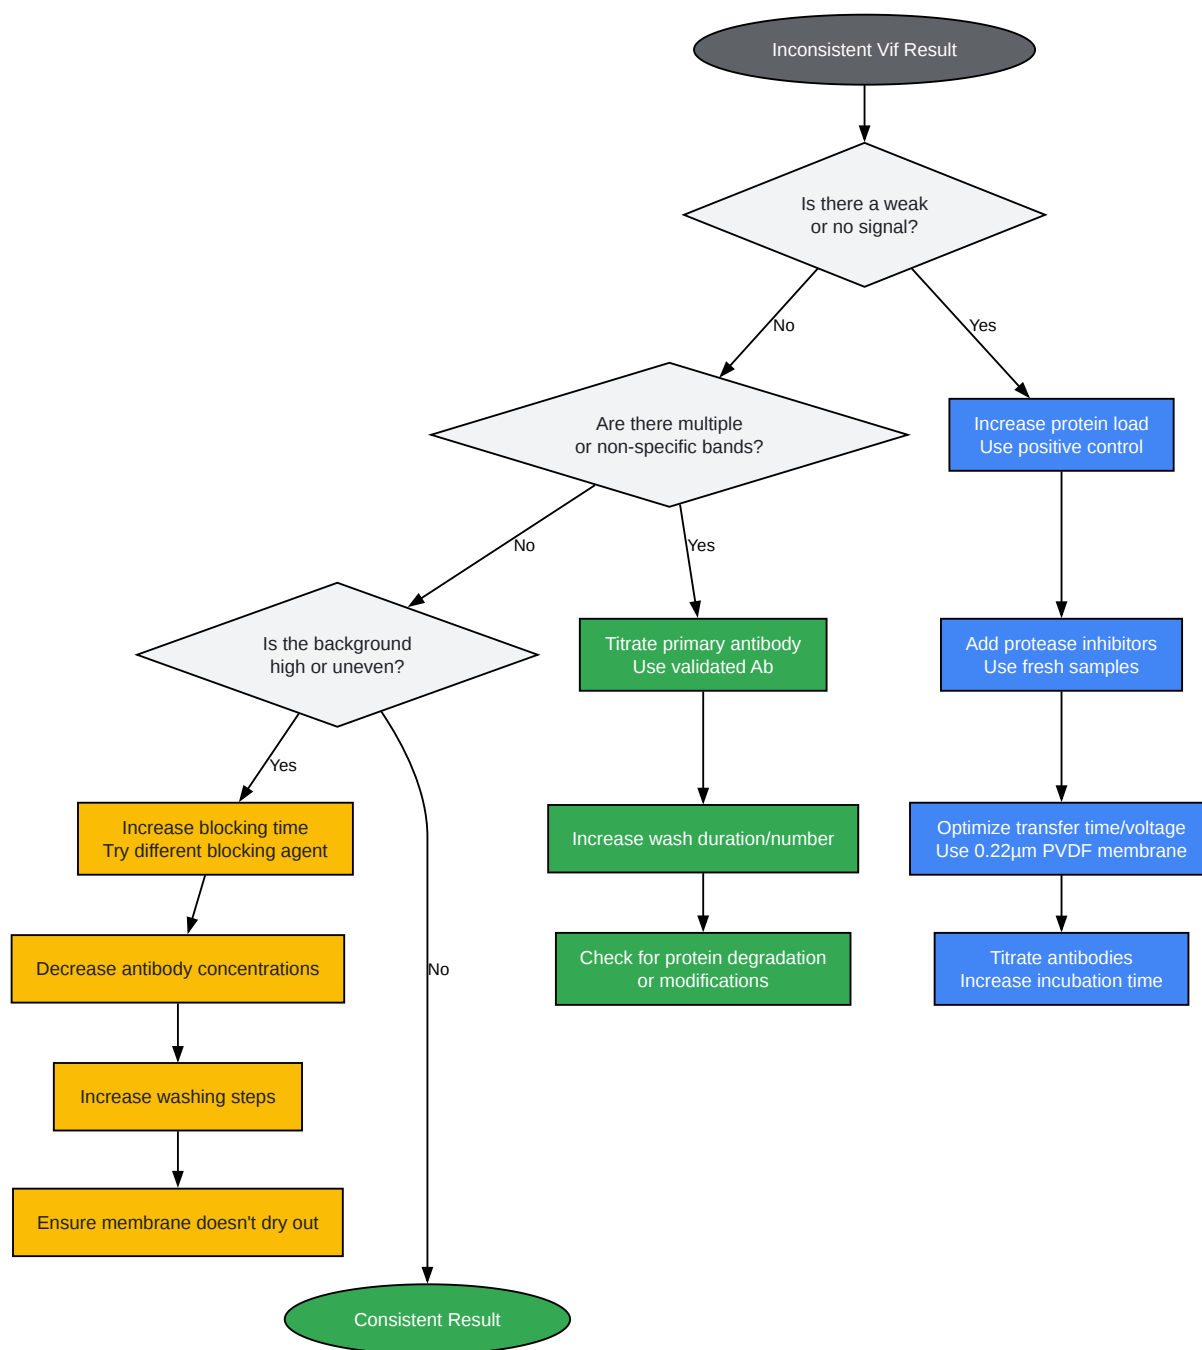 Inconsistent Vif Result
Is there a weak
or no signal?
No
Yes
Are there multiple
or non-specific bands?
Increase protein load
Use positive control
No
Yes
Is the background
high or uneven?
Titrate primary antibody
Use validated Ab
Add protease inhibitors
Use fresh samples
Yes
Increase blocking time
Try different blocking agent
Increase wash duration/number
Optimize transfer time/voltage
Use 0.22µm PVDF membrane
Decrease antibody concentrations
No
Check for protein degradation
or modifications
Titrate antibodies
Increase incubation time
Increase washing steps
Ensure membrane doesn't dry out
Consistent Result